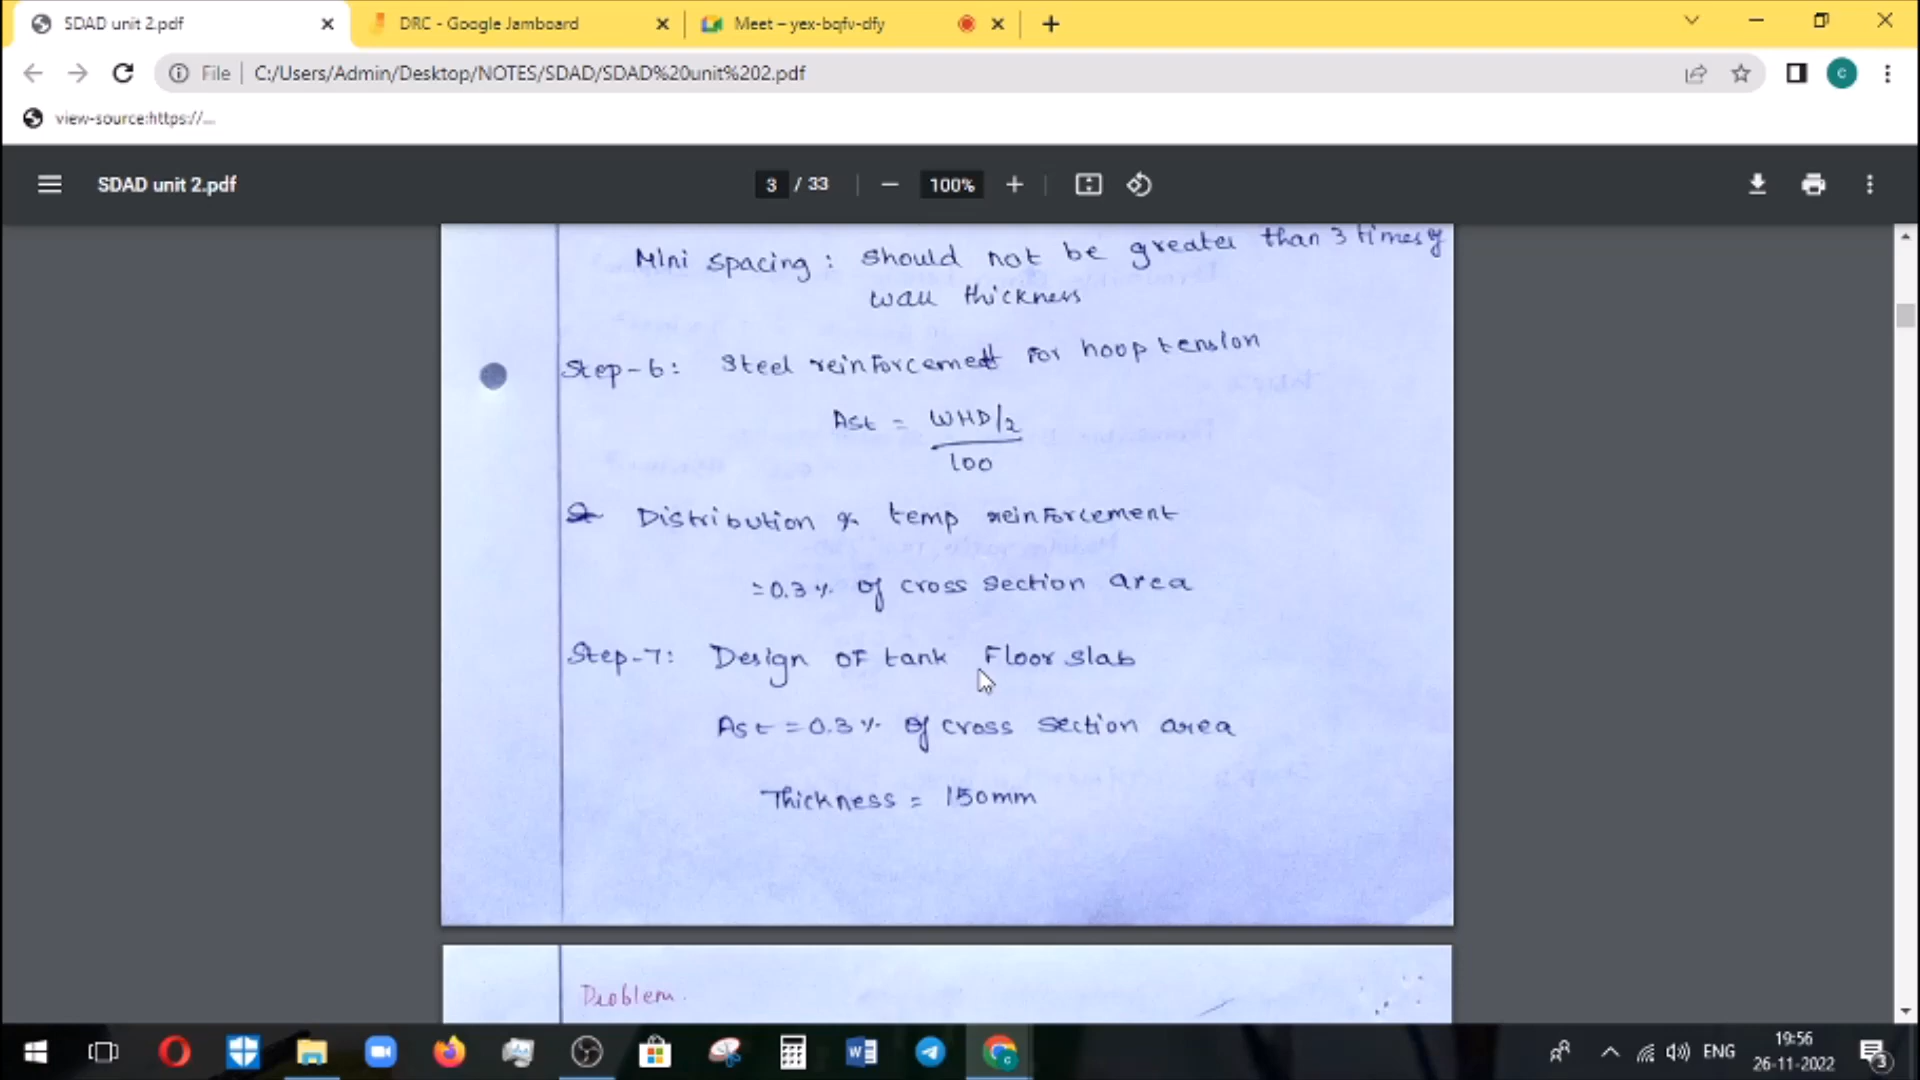 SDAD unit 2.pdf
DRC - Google Jamboard
Meet – yex-bqfv-dfy
File | C:/Users/Admin/Desktop/NOTES/SDAD/SDAD%20unit%202.pdf
c
view-source:https://...
SDAD unit 2.pdf
3 / 33
100%
Mini spacing : should not be greater than 3 times of
wall thickness
Step-6: Steel reinforcement for hoop tension
Ast = WHD/2
100
Distribution & temp reinforcement
= 0.3 % of cross section area
Step-7: Design of tank Floor slab
Ast = 0.3 % of cross section area
Thickness = 150mm
Problem.
ENG
19:56
26-11-2022
3